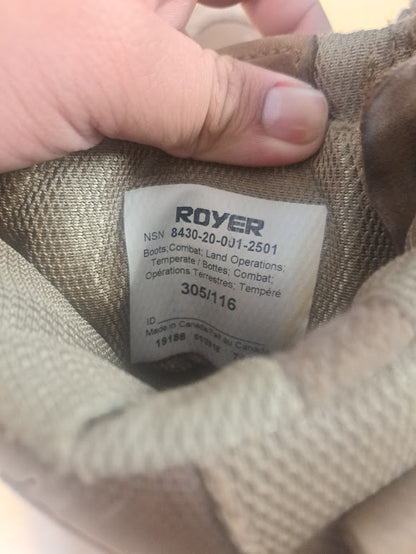 ROYER
NSN 8430-20-001-2501
Boots; Combat; Land Operations;
Temperate / Bottes; Combat;
Opérations Terrestres; Tempéré
305/116
ID
Made in Canada/Fait au Canada
19186